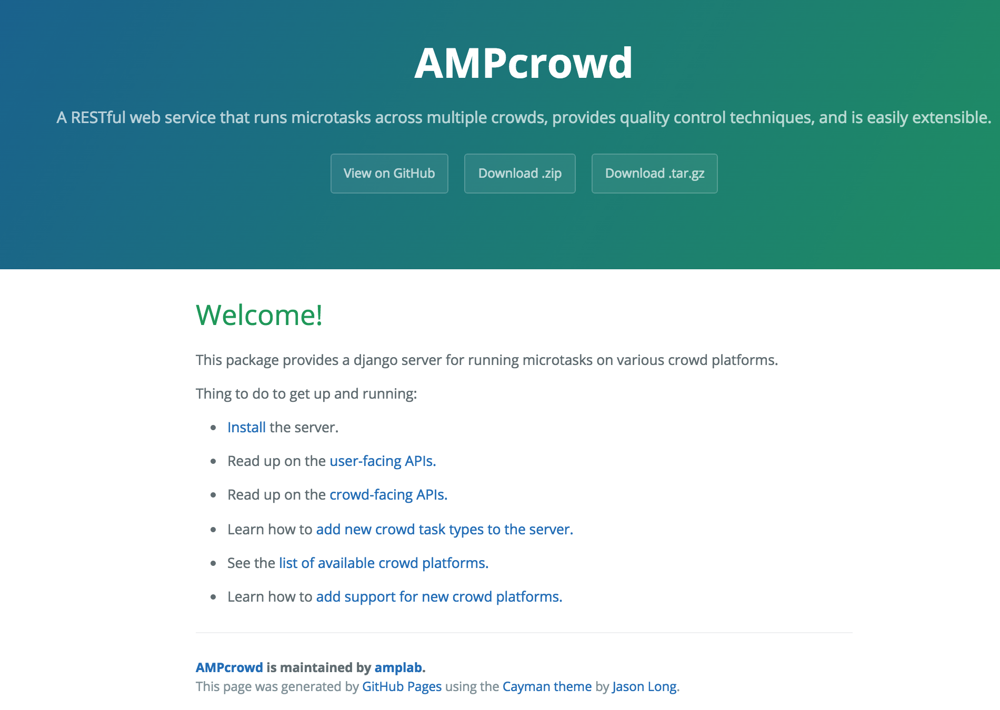 AMPcrowd
A RESTful web service that runs microtasks across multiple crowds, provides quality control techniques, and is easily extensible.
View on GitHub
Download .zip
Download .tar.gz
Welcome!
This package provides a django server for running microtasks on various crowd platforms.
Thing to do to get up and running:
Install the server.
Read up on the user-facing APIs.
Read up on the crowd-facing APIs.
Learn how to add new crowd task types to the server.
See the list of available crowd platforms.
Learn how to add support for new crowd platforms.
AMPcrowd is maintained by amplab.
This page was generated by GitHub Pages using the Cayman theme by Jason Long.